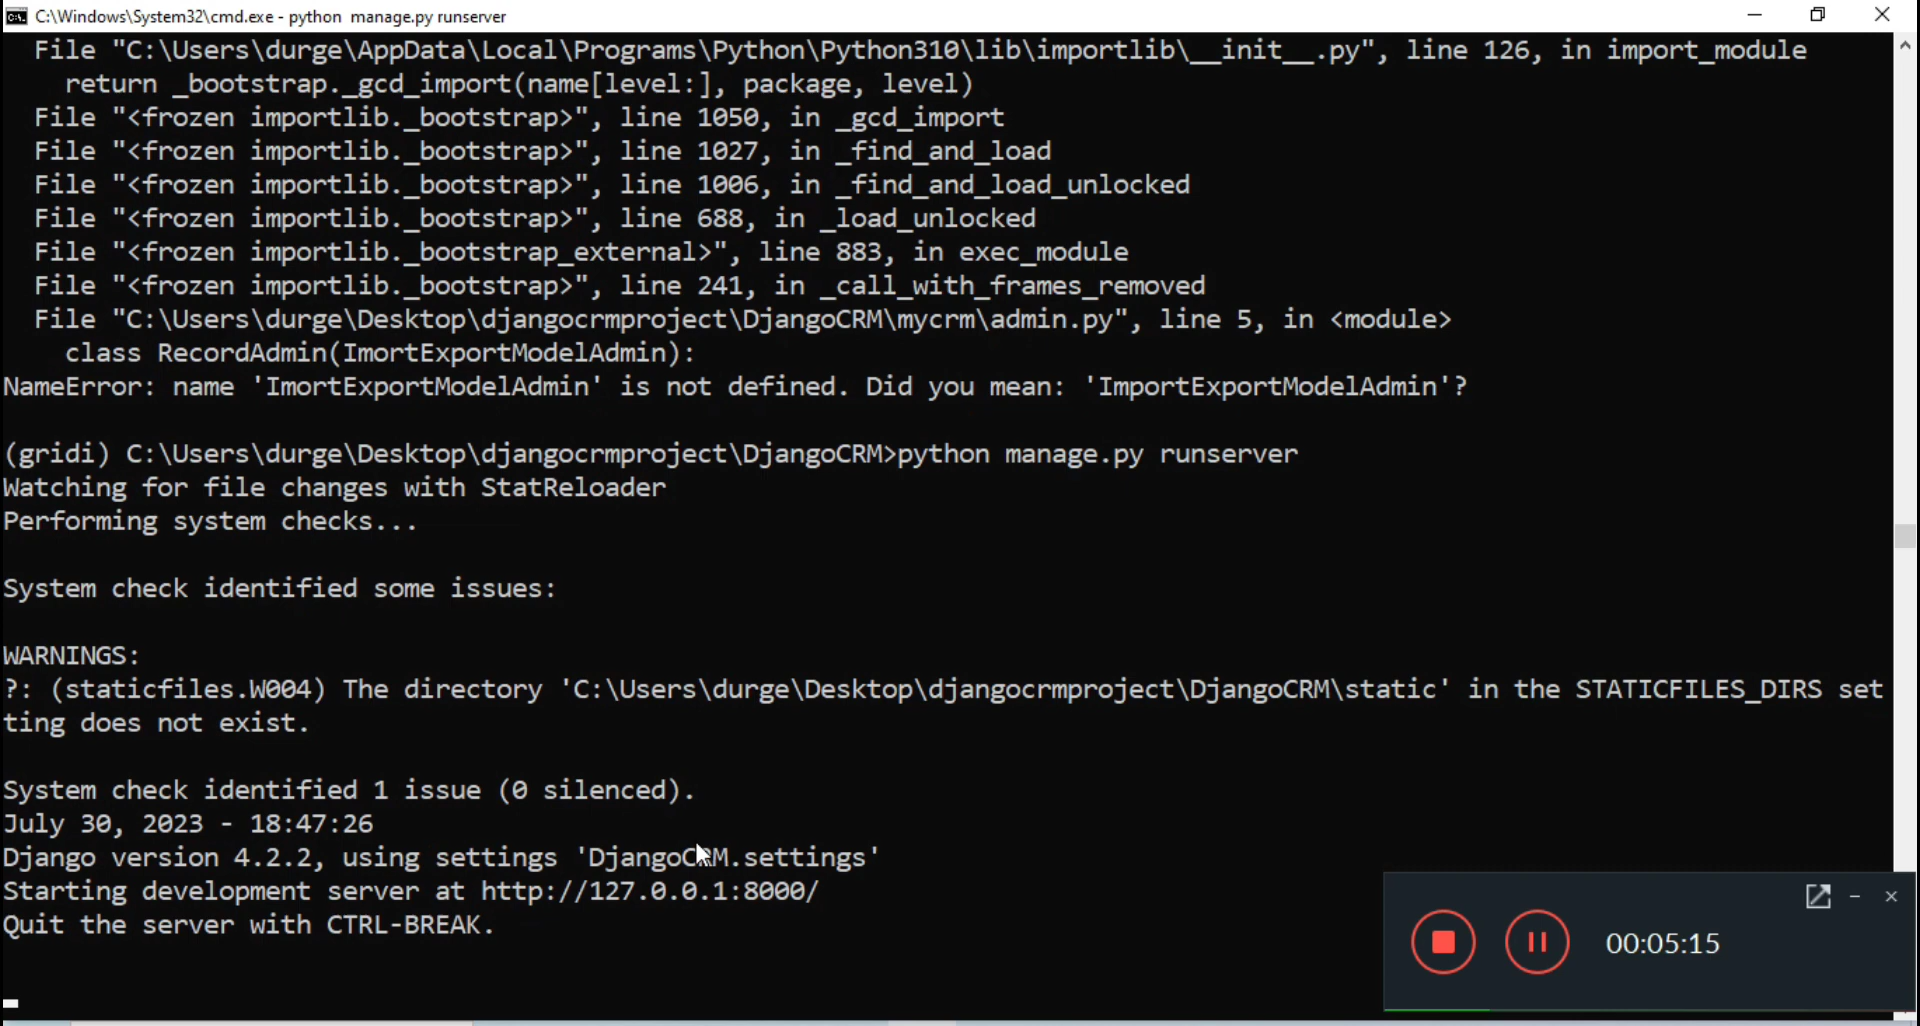 C:\Windows\System32\cmd.exe - python  manage.py runserver
File "C:\Users\durge\AppData\Local\Programs\Python\Python310\lib\importlib\__init__.py", line 126, in import_module
return _bootstrap._gcd_import(name[level:], package, level)
File "<frozen importlib._bootstrap>", line 1050, in _gcd_import
File "<frozen importlib._bootstrap>", line 1027, in _find_and_load
File "<frozen importlib._bootstrap>", line 1006, in _find_and_load_unlocked
File "<frozen importlib._bootstrap>", line 688, in _load_unlocked
File "<frozen importlib._bootstrap_external>", line 883, in exec_module
File "<frozen importlib._bootstrap>", line 241, in _call_with_frames_removed
File "C:\Users\durge\Desktop\djangocrmproject\DjangoCRM\mycrm\admin.py", line 5, in <module>
class RecordAdmin(ImortExportModelAdmin):
NameError: name 'ImortExportModelAdmin' is not defined. Did you mean: 'ImportExportModelAdmin'?
(gridi) C:\Users\durge\Desktop\djangocrmproject\DjangoCRM>python manage.py runserver
Watching for file changes with StatReloader
Performing system checks...
System check identified some issues:
WARNINGS:
?: (staticfiles.W004) The directory 'C:\Users\durge\Desktop\djangocrmproject\DjangoCRM\static' in the STATICFILES_DIRS set
ting does not exist.
System check identified 1 issue (0 silenced).
July 30, 2023 - 18:47:26
Django version 4.2.2, using settings 'DjangoCRM.settings'
Starting development server at http://127.0.0.1:8000/
Quit the server with CTRL-BREAK.
00:05:15